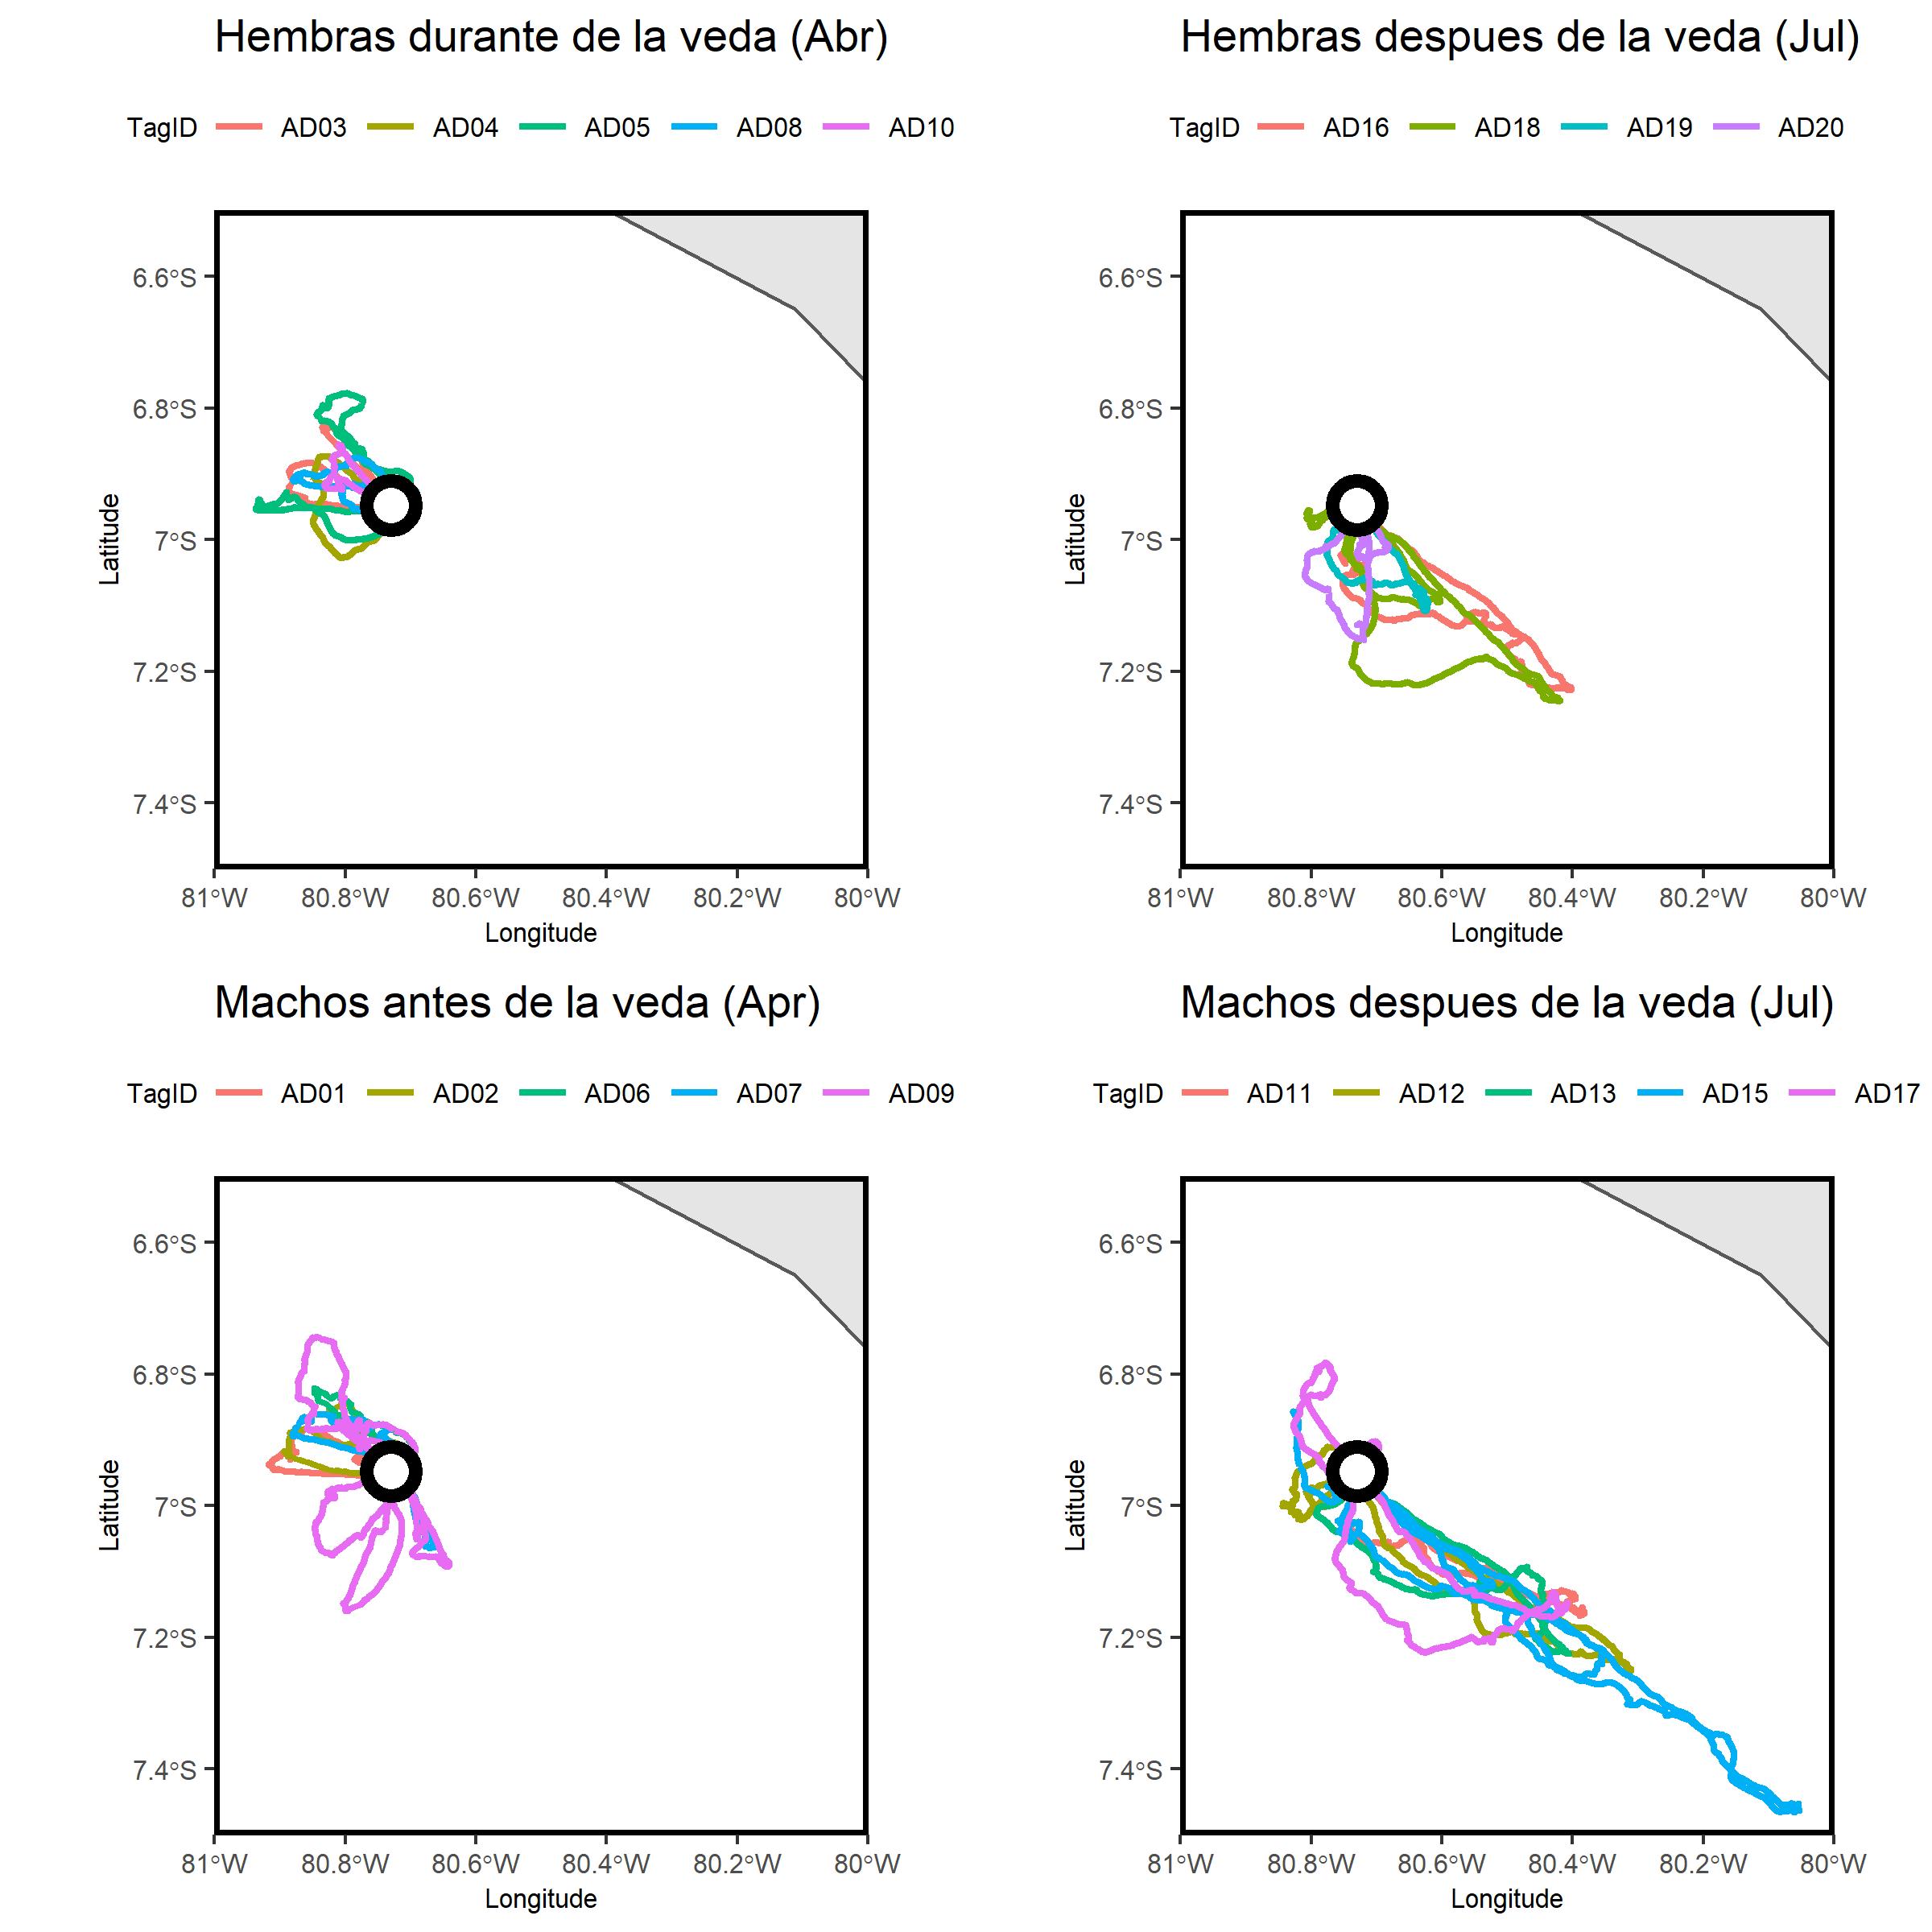 Hembras durante de la veda (Abr)
TagID AD03 AD04 AD05 AD08 AD10
6.6°S
6.8°S
7°S
7.2°S
7.4°S
Latitude
81°W 80.8°W 80.6°W 80.4°W 80.2°W 80°W
Longitude
Hembras despues de la veda (Jul)
TagID AD16 AD18 AD19 AD20
6.6°S
6.8°S
7°S
7.2°S
7.4°S
Latitude
81°W 80.8°W 80.6°W 80.4°W 80.2°W 80°W
Longitude
Machos antes de la veda (Apr)
TagID AD01 AD02 AD06 AD07 AD09
6.6°S
6.8°S
7°S
7.2°S
7.4°S
Latitude
81°W 80.8°W 80.6°W 80.4°W 80.2°W 80°W
Longitude
Machos despues de la veda (Jul)
TagID AD11 AD12 AD13 AD15 AD17
6.6°S
6.8°S
7°S
7.2°S
7.4°S
Latitude
81°W 80.8°W 80.6°W 80.4°W 80.2°W 80°W
Longitude